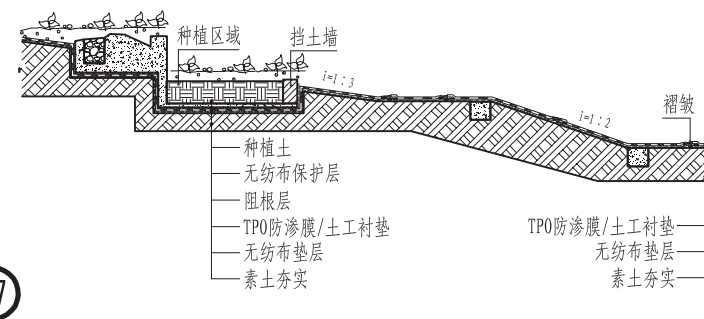 种植区域
挡土墙
i=1：3
褶皱
i=1：2
种植土
无纺布保护层
阻根层
TPO防渗膜/土工衬垫
无纺布垫层
素土夯实
TPO防渗膜/土工衬垫
无纺布垫层
素土夯实